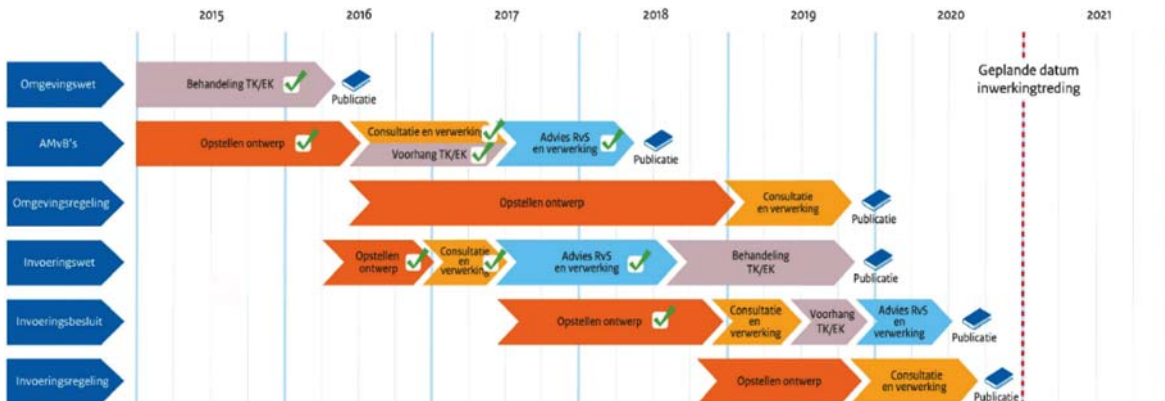 2015 2016 2017 2018 2019 2020 2021
Geplande datum
inwerkingtreding
Omgevingswet
Behandeling TK/EK
Publicatie
AMvB's
Opstellen ontwerp
Consultatie en verwerking
Voorhang TK/EK
Advies RvS
en verwerking
Publicatie
Omgevingsregeling
Opstellen ontwerp
Consultatie
en verwerking
Publicatie
Invoeringswet
Opstellen
ontwerp
Consultatie
en
verwerking
Advies RvS
en verwerking
Behandeling
TK/EK
Publicatie
Invoeringsbesluit
Opstellen ontwerp
Consultatie
en
verwerking
Voorhang
TK/EK
Advies RvS
en
verwerking
Publicatie
Invoeringsregeling
Opstellen ontwerp
Consultatie
en verwerking
Publicatie